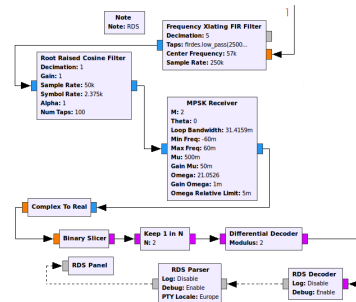 1
Note
Note: RDS
Frequency Xlating FIR Filter
Decimation: 5
Taps: firdes.low_pass(2500...
Center Frequency: 57k
Sample Rate: 250k
Root Raised Cosine Filter
Decimation: 1
Gain: 1
Sample Rate: 50k
Symbol Rate: 2.375k
Alpha: 1
Num Taps: 100
MPSK Receiver
M: 2
Theta: 0
Loop Bandwidth: 31.4159m
Min Freq: -60m
Max Freq: 60m
Mu: 500m
Gain Mu: 50m
Omega: 21.0526
Gain Omega: 1m
Omega Relative Limit: 5m
Complex To Real
Binary Slicer
Keep 1 in N
N: 2
Differential Decoder
Modulus: 2
RDS Panel
RDS Parser
Log: Disable
Debug: Enable
PTY Locale: Europe
RDS Decoder
Log: Disable
Debug: Enable